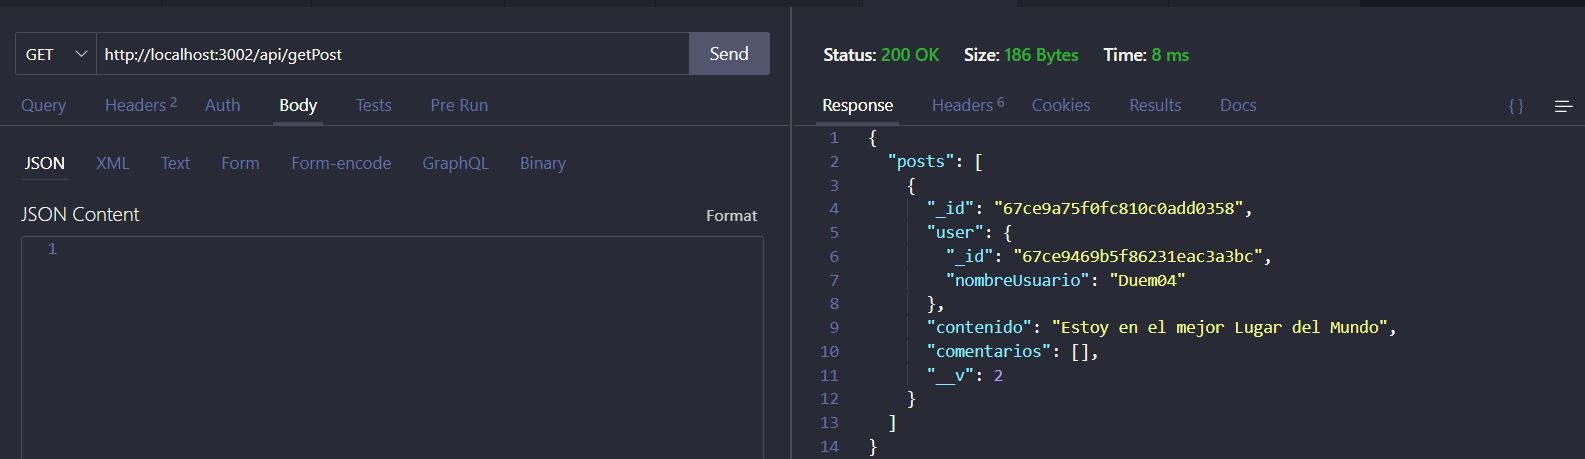 GET http://localhost:3002/api/getPost Send
Query Headers 2 Auth Body Tests Pre Run
JSON XML Text Form Form-encode GraphQL Binary
JSON Content Format
1
Status: 200 OK Size: 186 Bytes Time: 8 ms
Response Headers 6 Cookies Results Docs { }
1 {
2 "posts": [
3 {
4 "_id": "67ce9a75f0fc810c0add0358",
5 "user": {
6 "_id": "67ce9469b5f86231eac3a3bc",
7 "nombreUsuario": "Duem04"
8 },
9 "contenido": "Estoy en el mejor Lugar del Mundo",
10 "comentarios": [],
11 "__v": 2
12 }
13 ]
14 }